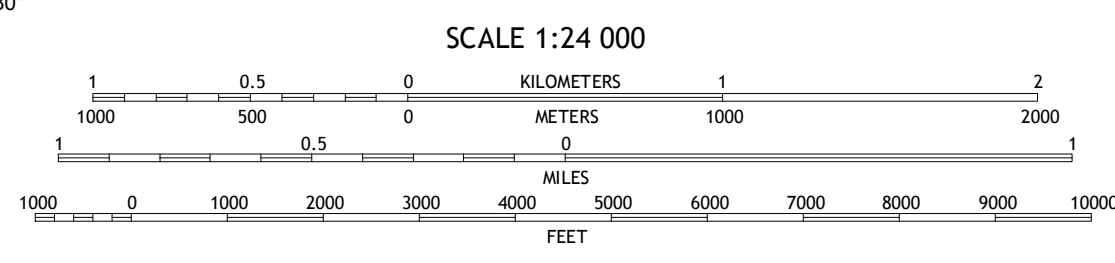 30"
SCALE 1:24 000
1 0.5 0 KILOMETERS 1 2
1000 500 0 METERS 1000 2000
1 0.5 0 1
MILES
1000 0 1000 2000 3000 4000 5000 6000 7000 8000 9000 10000
FEET